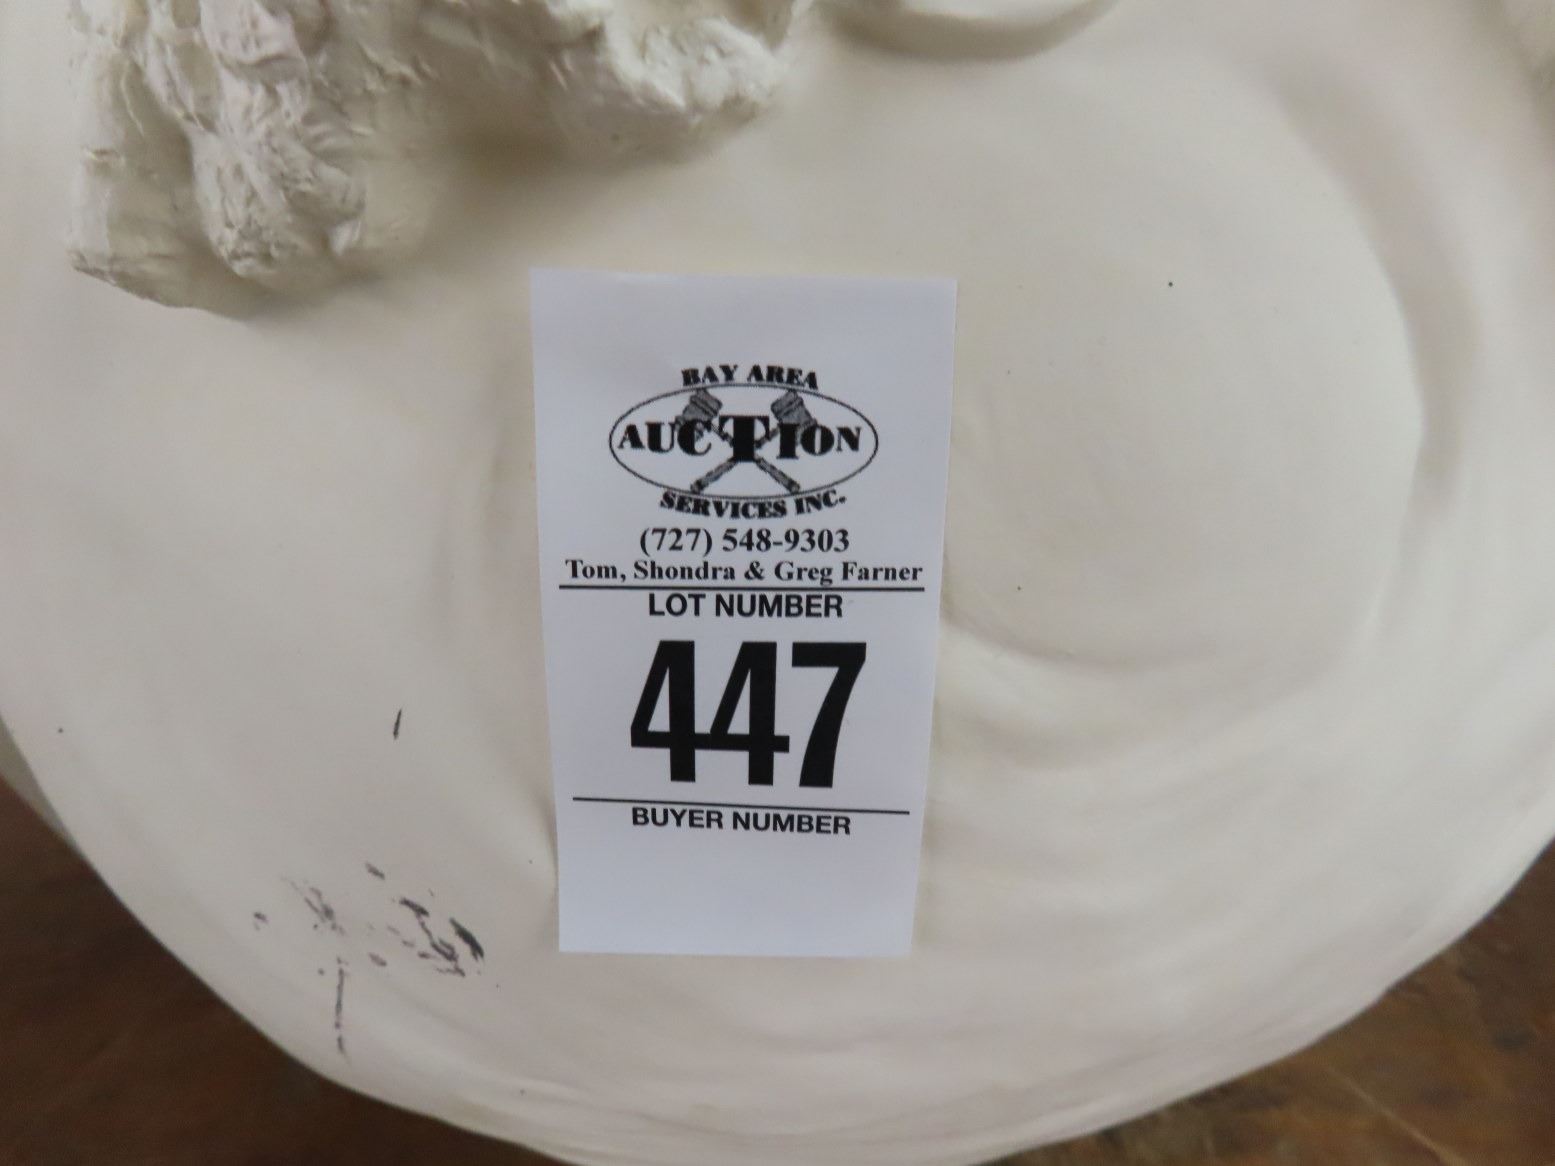 BAY AREA
AUCTION
SERVICES INC.
(727) 548-9303
Tom, Shondra & Greg Farner
LOT NUMBER
447
BUYER NUMBER